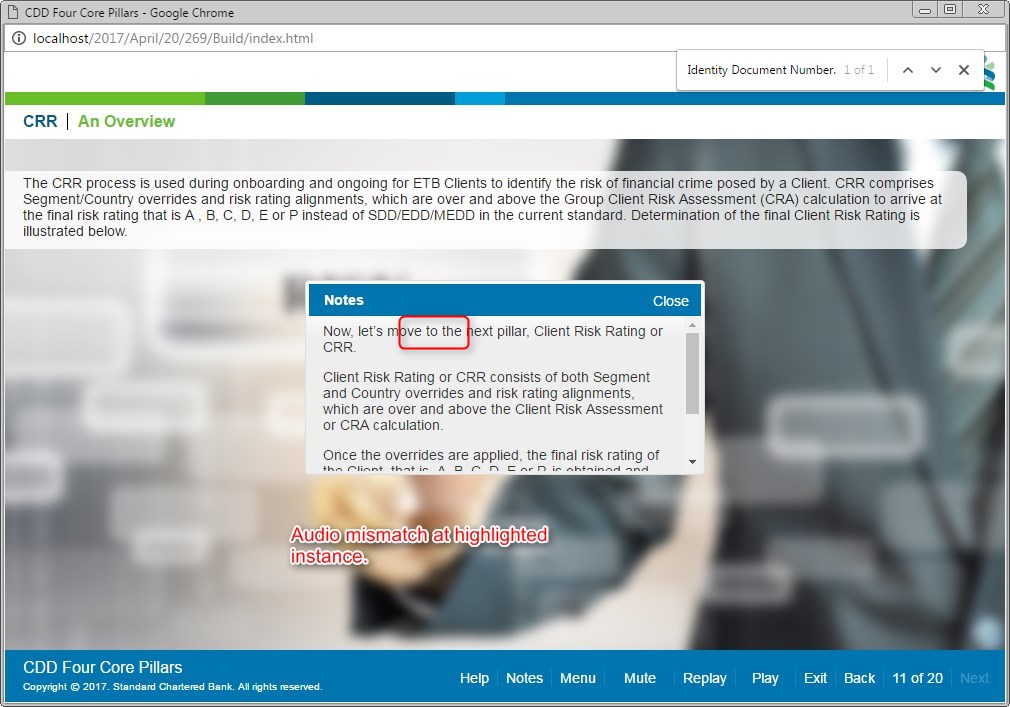 CDD Four Core Pillars - Google Chrome
localhost/2017/April/20/269/Build/index.html
Identity Document Number. 1 of 1
CRR | An Overview
The CRR process is used during onboarding and ongoing for ETB Clients to identify the risk of financial crime posed by a Client. CRR comprises
Segment/Country overrides and risk rating alignments, which are over and above the Group Client Risk Assessment (CRA) calculation to arrive at
the final risk rating that is A , B, C, D, E or P instead of SDD/EDD/MEDD in the current standard. Determination of the final Client Risk Rating is
illustrated below.
Notes Close
Now, let's move to the next pillar, Client Risk Rating or
CRR.
Client Risk Rating or CRR consists of both Segment
and Country overrides and risk rating alignments,
which are over and above the Client Risk Assessment
or CRA calculation.
Once the overrides are applied, the final risk rating of
the Client, that is, A, B, C, D, E or P, is obtained and
Audio mismatch at highlighted
instance.
CDD Four Core Pillars
Copyright © 2017. Standard Chartered Bank. All rights reserved.
Help Notes Menu Mute Replay Play Exit Back 11 of 20 Next